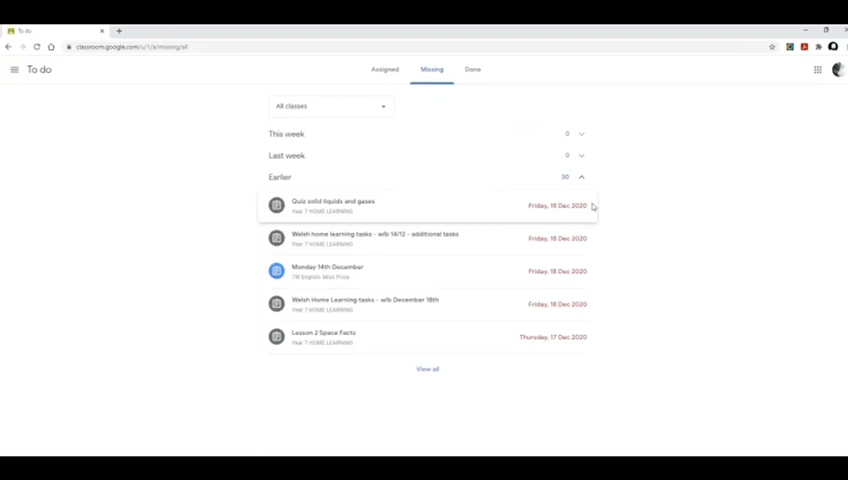 To do
classroom.google.com/u/1/a/missing/all
To do
Assigned
Missing
Done
All classes
This week 0
Last week 0
Earlier 30
Quiz solid liquids and gases
Year 7 HOME LEARNING
Friday, 18 Dec 2020
Welsh home learning tasks - w/b 14/12 - additional tasks
Year 7 HOME LEARNING
Friday, 18 Dec 2020
Monday 14th December
7N English Miss Price
Friday, 18 Dec 2020
Welsh Home Learning tasks - w/b December 18th
Year 7 HOME LEARNING
Friday, 18 Dec 2020
Lesson 2 Space Facts
Year 7 HOME LEARNING
Thursday, 17 Dec 2020
View all